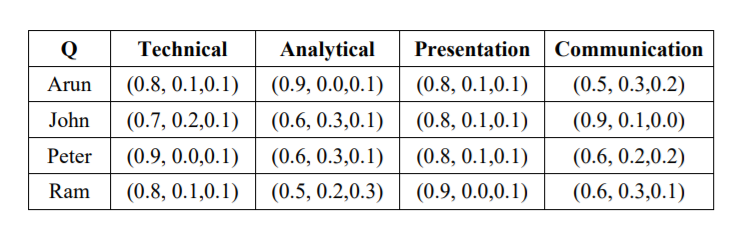 Q Technical Analytical Presentation Communication
Arun (0.8, 0.1,0.1) (0.9, 0.0,0.1) (0.8, 0.1,0.1) (0.5, 0.3,0.2)
John (0.7, 0.2,0.1) (0.6, 0.3,0.1) (0.8, 0.1,0.1) (0.9, 0.1,0.0)
Peter (0.9, 0.0,0.1) (0.6, 0.3,0.1) (0.8, 0.1,0.1) (0.6, 0.2,0.2)
Ram (0.8, 0.1,0.1) (0.5, 0.2,0.3) (0.9, 0.0,0.1) (0.6, 0.3,0.1)